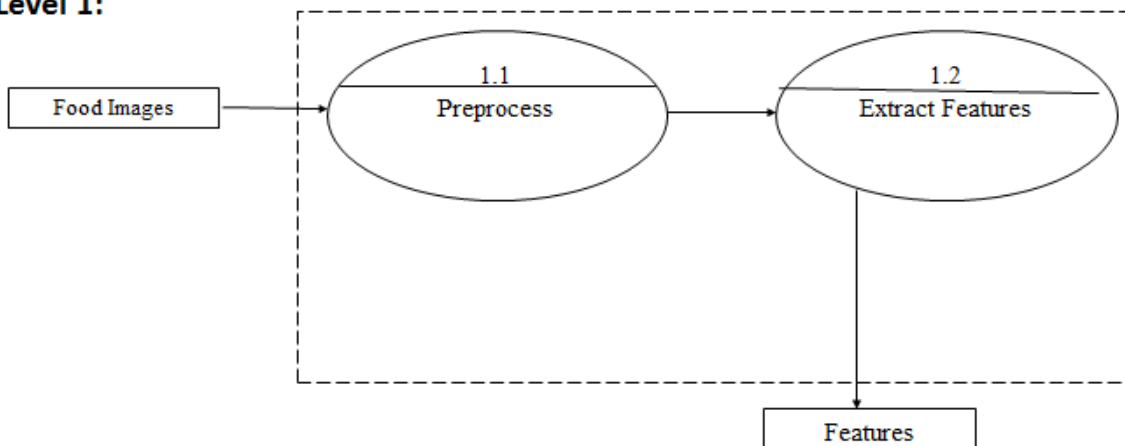 Level 1:
1.1
1.2
Food Images
Preprocess
Extract Features
Features